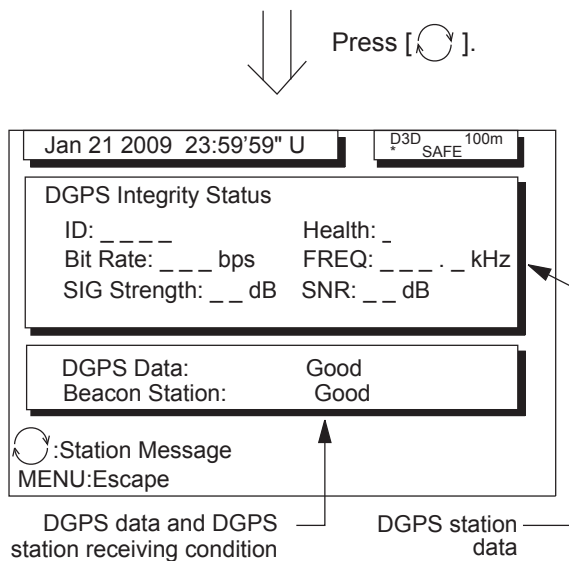 Press [ ].
Jan 21 2009 23:59'59" U
D3D 100m
* SAFE
DGPS Integrity Status
ID: _ _ _ _ Health: _
Bit Rate: _ _ _ bps FREQ: _ _ _ . _ kHz
SIG Strength: _ _ dB SNR: _ _ dB
DGPS Data: Good
Beacon Station: Good
:Station Message
MENU:Escape
DGPS data and DGPS
station receiving condition
DGPS station
data